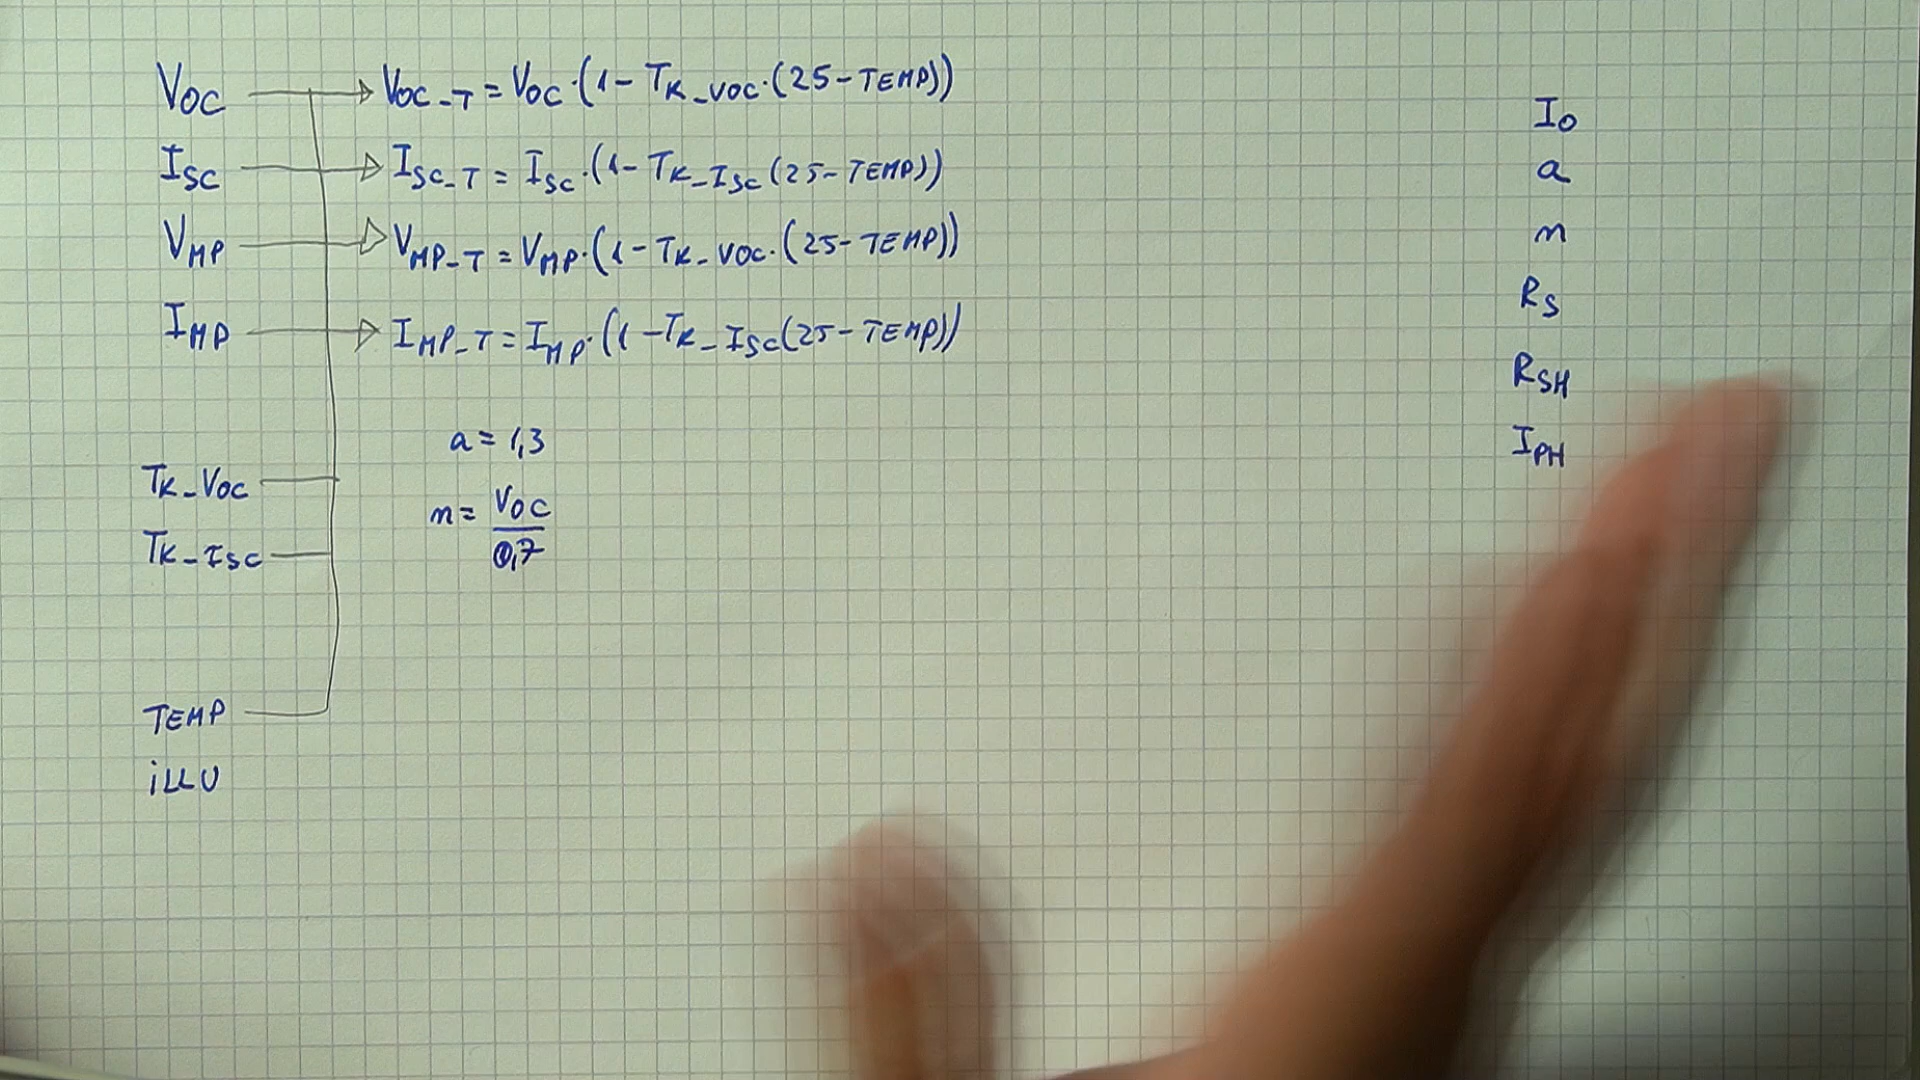 Voc → Voc_T = Voc·(1-TK_Voc·(25-TEMP))
Isc → Isc_T = Isc·(1-TK_Isc(25-TEMP))
VMP → VMP_T = VMP·(1-TK_Voc·(25-TEMP))
IMP → IMP_T = IMP·(1-TK_Isc(25-TEMP))
a = 1,3
TK_Voc
n = Voc
0,7
TK_Isc
TEMP
iLLU
Io
a
n
RS
RSH
IPH